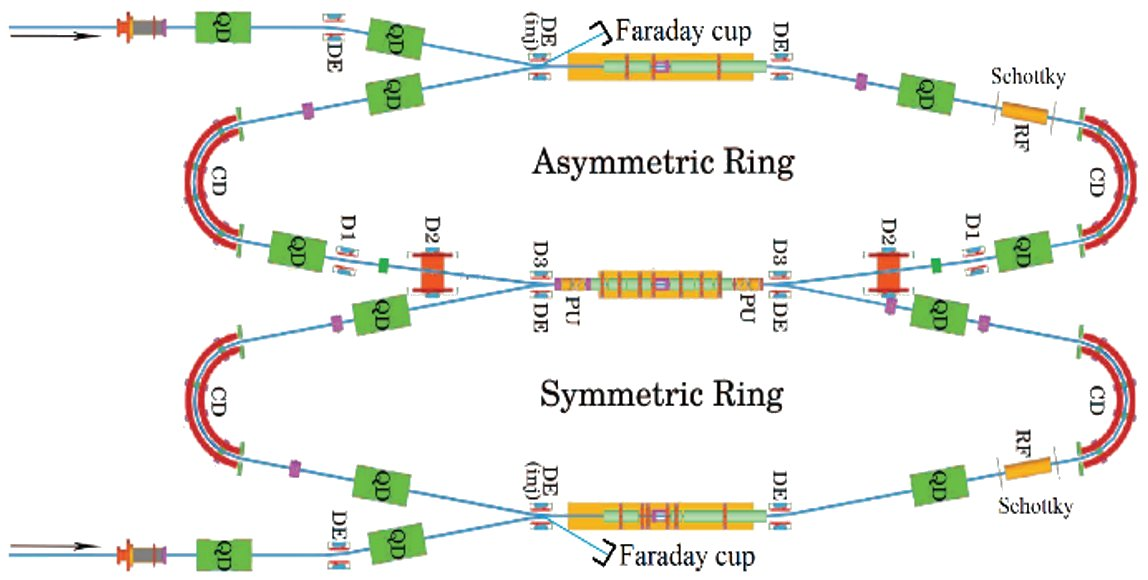 QD
DE
QD
DE
(inj)
Faraday cup
DE
QD
Schottky
RF
QD
CD
Asymmetric Ring
CD
QD
D1
D2
D3
DE
PU
PU
D3
DE
D2
D1
QD
QD
QD
CD
Symmetric Ring
CD
QD
DE
(inj)
DE
QD
RF
Schottky
QD
DE
QD
Faraday cup